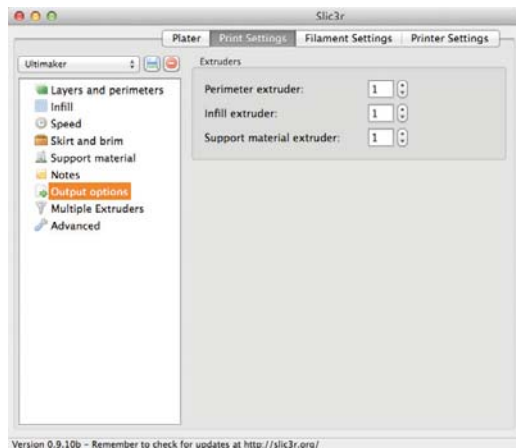 Slic3r
Plater Print Settings Filament Settings Printer Settings
Ultimaker
Layers and perimeters
Infill
Speed
Skirt and brim
Support material
Notes
Output options
Multiple Extruders
Advanced
Extruders
Perimeter extruder: 1
Infill extruder: 1
Support material extruder: 1
Version 0.9.10b - Remember to check for updates at http://slic3r.org/